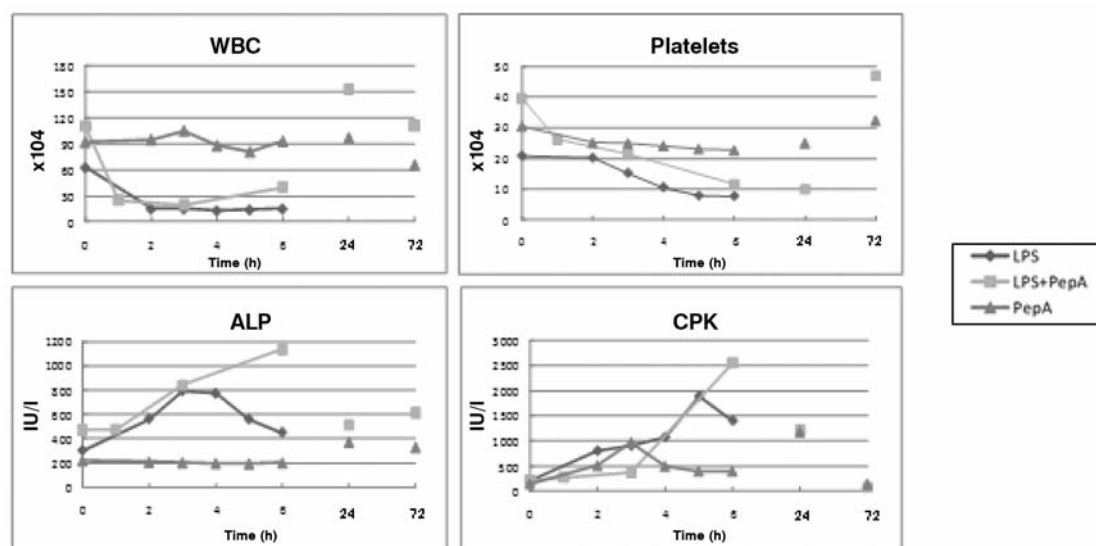 WBC
180
150
120
90
60
30
0
x104
0 2 4 6 24 72
Time (h)
Platelets
50
40
30
20
10
0
x104
0 2 4 6 24 72
Time (h)
LPS
LPS+PepA
PepA
ALP
1200
1000
800
600
400
200
0
IU/l
0 2 4 6 24 72
Time (h)
CPK
3000
2500
2000
1500
1000
500
0
IU/l
0 2 4 6 24 72
Time (h)